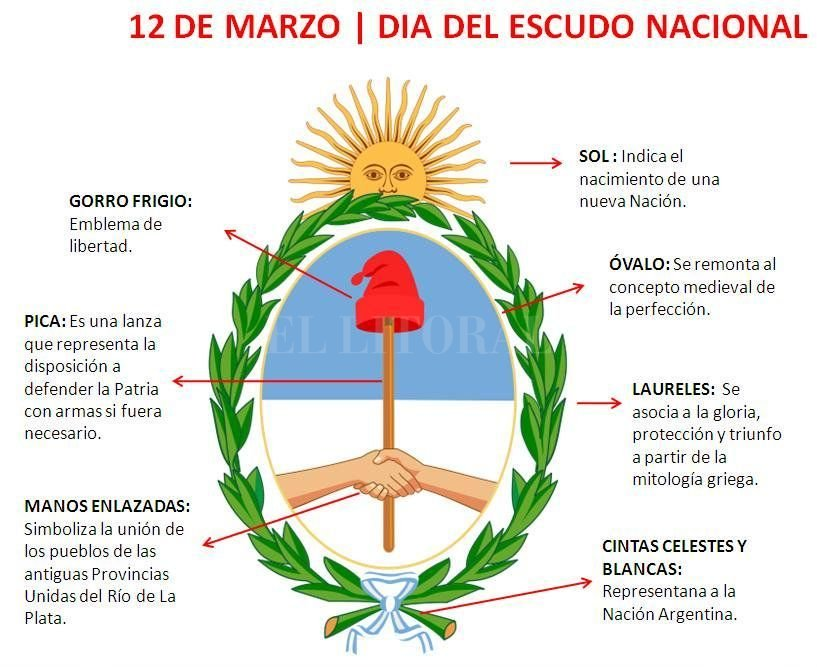 12 DE MARZO | DIA DEL ESCUDO NACIONAL
GORRO FRIGIO:
Emblema de
libertad.
PICA: Es una lanza
que representa la
disposición a
defender la Patria
con armas si fuera
necesario.
MANOS ENLAZADAS:
Simboliza la unión de
los pueblos de las
antiguas Provincias
Unidas del Río de La
Plata.
SOL : Indica el
nacimiento de una
nueva Nación.
ÓVALO: Se remonta al
concepto medieval de
la perfección.
LAURELES: Se
asocia a la gloria,
protección y triunfo
a partir de la
mitología griega.
CINTAS CELESTES Y
BLANCAS:
Representana a la
Nación Argentina.
EL LITORAL